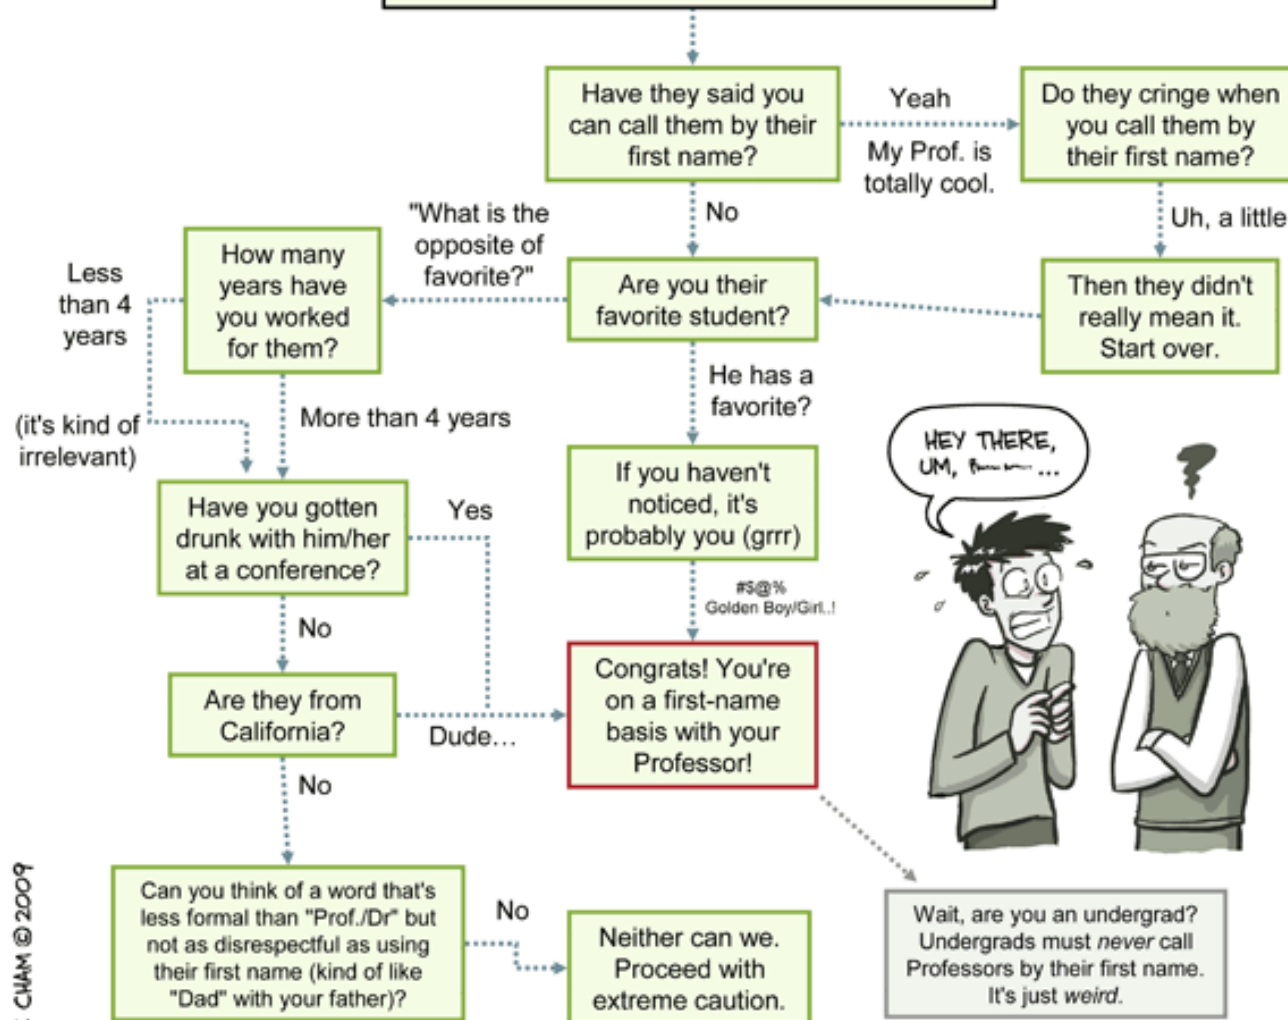 Have they said you
can call them by their
first name?
Yeah
My Prof. is
totally cool.
Do they cringe when
you call them by
their first name?
Uh, a little
Then they didn't
really mean it.
Start over.
No
Are you their
favorite student?
"What is the
opposite of
favorite?"
How many
years have
you worked
for them?
Less
than 4
years
(it's kind of
irrelevant)
More than 4 years
He has a
favorite?
If you haven't
noticed, it's
probably you (grrr)
#$@%
Golden Boy/Girl..!
Have you gotten
drunk with him/her
at a conference?
Yes
No
Are they from
California?
Dude...
Congrats! You're
on a first-name
basis with your
Professor!
No
Can you think of a word that's
less formal than "Prof./Dr" but
not as disrespectful as using
their first name (kind of like
"Dad" with your father)?
No
Neither can we.
Proceed with
extreme caution.
Wait, are you an undergrad?
Undergrads must never call
Professors by their first name.
It's just weird.
HEY THERE,
UM, ...
CHAM © 2009